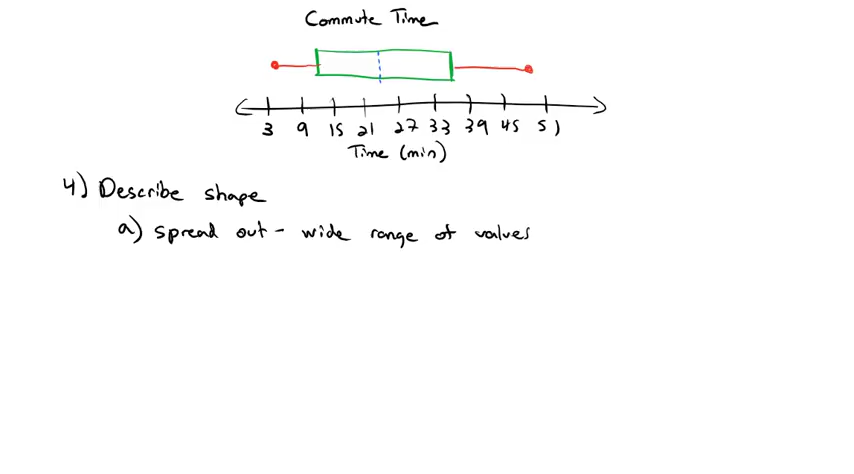 Commute Time
3 9 15 21 27 33 39 45 51
Time (min)
4) Describe shape
a) spread out - wide range of values